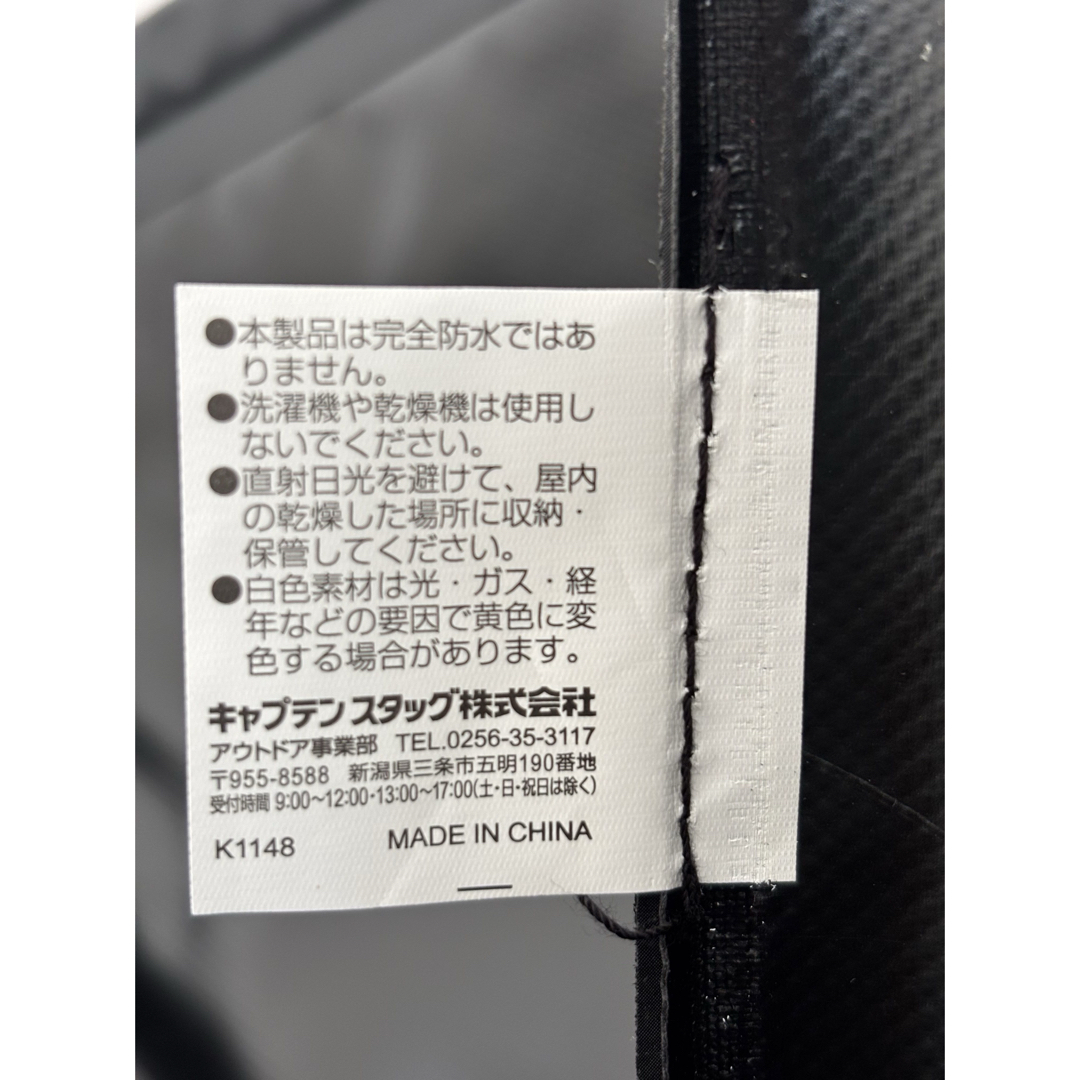 ●本製品は完全防水ではあ
りません。
●洗濯機や乾燥機は使用し
ないでください。
●直射日光を避けて、屋内
の乾燥した場所に収納・
保管してください。
●白色素材は光・ガス・経
年などの要因で黄色に変
色する場合があります。
キャプテンスタッグ株式会社
アウトドア事業部 TEL.0256-35-3117
〒955-8588 新潟県三条市五明190番地
受付時間 9:00〜12:00・13:00〜17:00(土・日・祝日は除く)
K1148 MADE IN CHINA